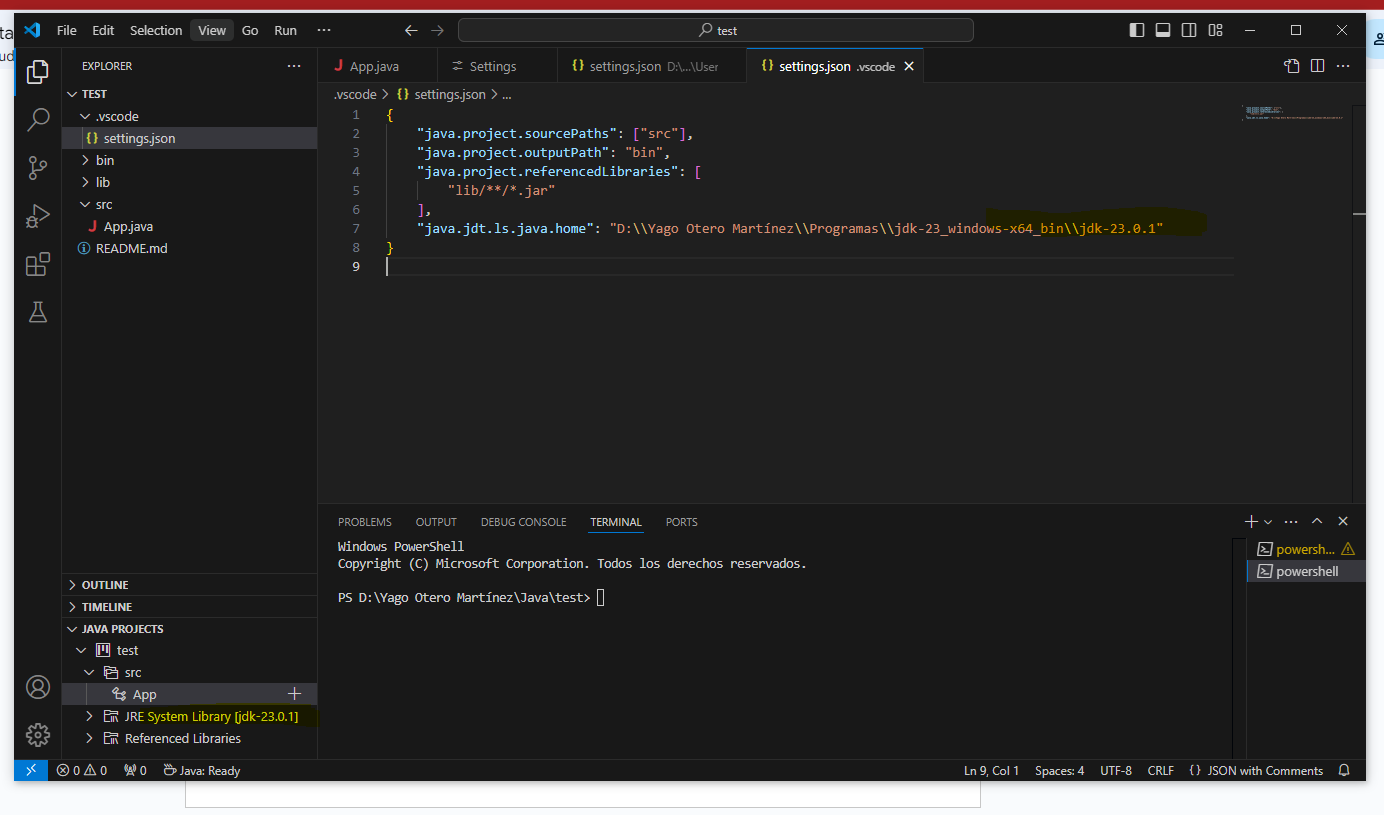 File Edit Selection View Go Run ··· test
EXPLORER ···
TEST
.vscode
settings.json
bin
lib
src
App.java
README.md
App.java Settings settings.json D:\...\User settings.json .vscode
.vscode > settings.json > ...
1 {
2 "java.project.sourcePaths": ["src"],
3 "java.project.outputPath": "bin",
4 "java.project.referencedLibraries": [
5 "lib/**/*.jar"
6 ],
7 "java.jdt.ls.java.home": "D:\\Yago Otero Martínez\\Programas\\jdk-23_windows-x64_bin\\jdk-23.0.1"
8 }
9
PROBLEMS OUTPUT DEBUG CONSOLE TERMINAL PORTS
Windows PowerShell
Copyright (C) Microsoft Corporation. Todos los derechos reservados.
PS D:\Yago Otero Martínez\Java\test>
powersh...
powershell
OUTLINE
TIMELINE
JAVA PROJECTS
test
src
App
JRE System Library [jdk-23.0.1]
Referenced Libraries
0 0 0 Java: Ready Ln 9, Col 1 Spaces: 4 UTF-8 CRLF {} JSON with Comments